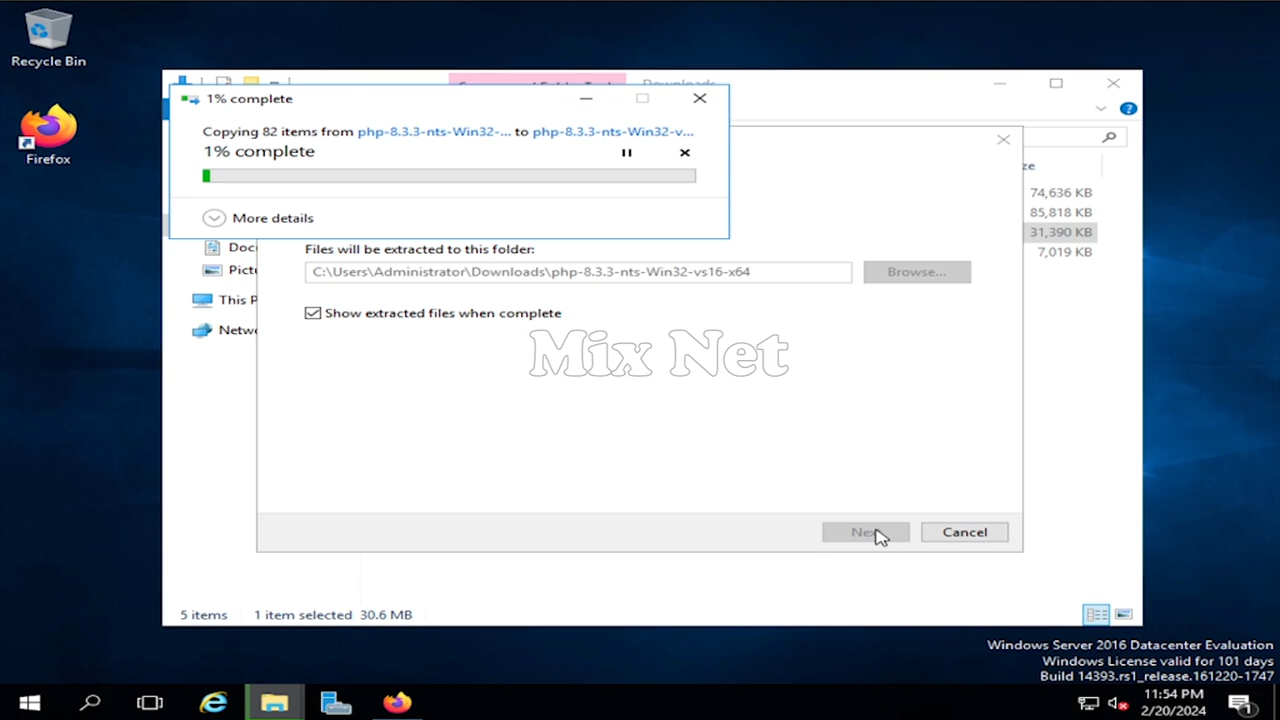 Recycle Bin
Firefox
Downloads
1% complete
Copying 82 items from php-8.3.3-nts-Win32-... to php-8.3.3-nts-Win32-v...
1% complete
More details
ze
74,636 KB
85,818 KB
31,390 KB
7,019 KB
Doc
Pictu
This P
Netwo
Files will be extracted to this folder:
C:\Users\Administrator\Downloads\php-8.3.3-nts-Win32-vs16-x64
Browse...
Show extracted files when complete
Mix Net
Cancel
5 items 1 item selected 30.6 MB
Windows Server 2016 Datacenter Evaluation
Windows License valid for 101 days
Build 14393.rs1_release.161220-1747
11:54 PM
2/20/2024
1